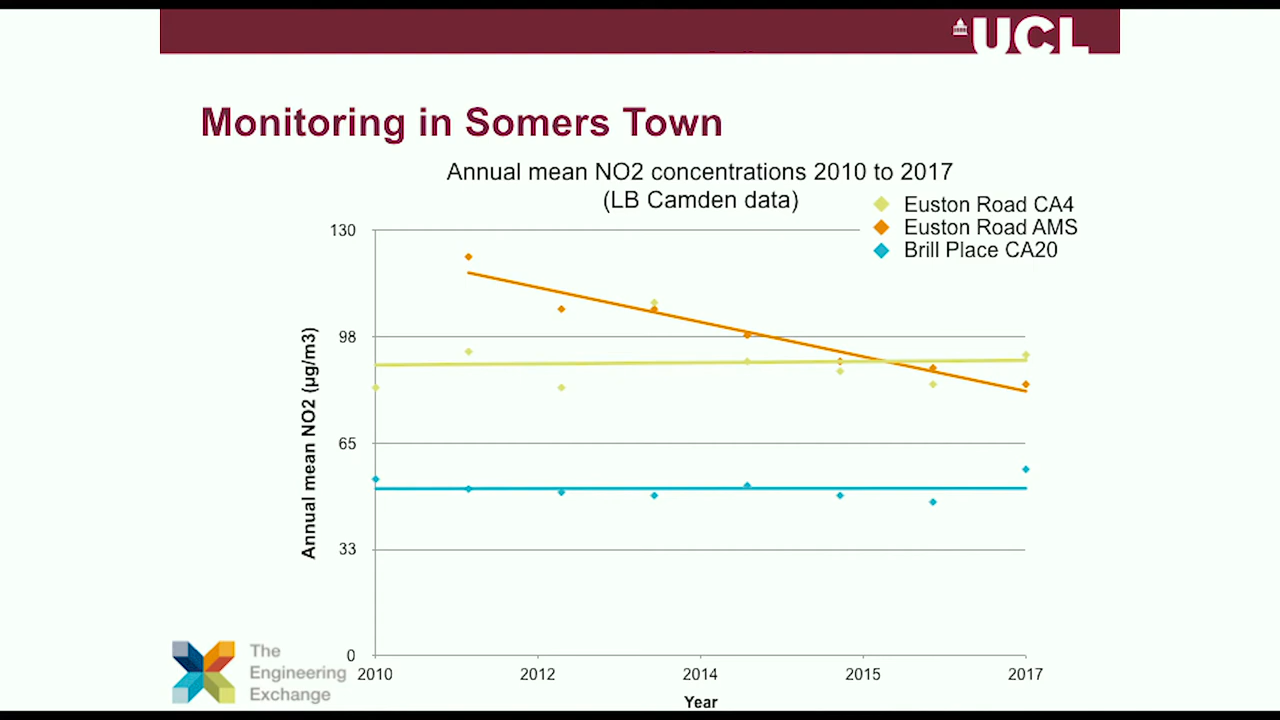 UCL
Monitoring in Somers Town
Annual mean NO2 concentrations 2010 to 2017
(LB Camden data)
Euston Road CA4
Euston Road AMS
Brill Place CA20
130
98
65
33
0
Annual mean NO2 (µg/m3)
2010
2012
2014
2015
2017
Year
The
Engineering
Exchange